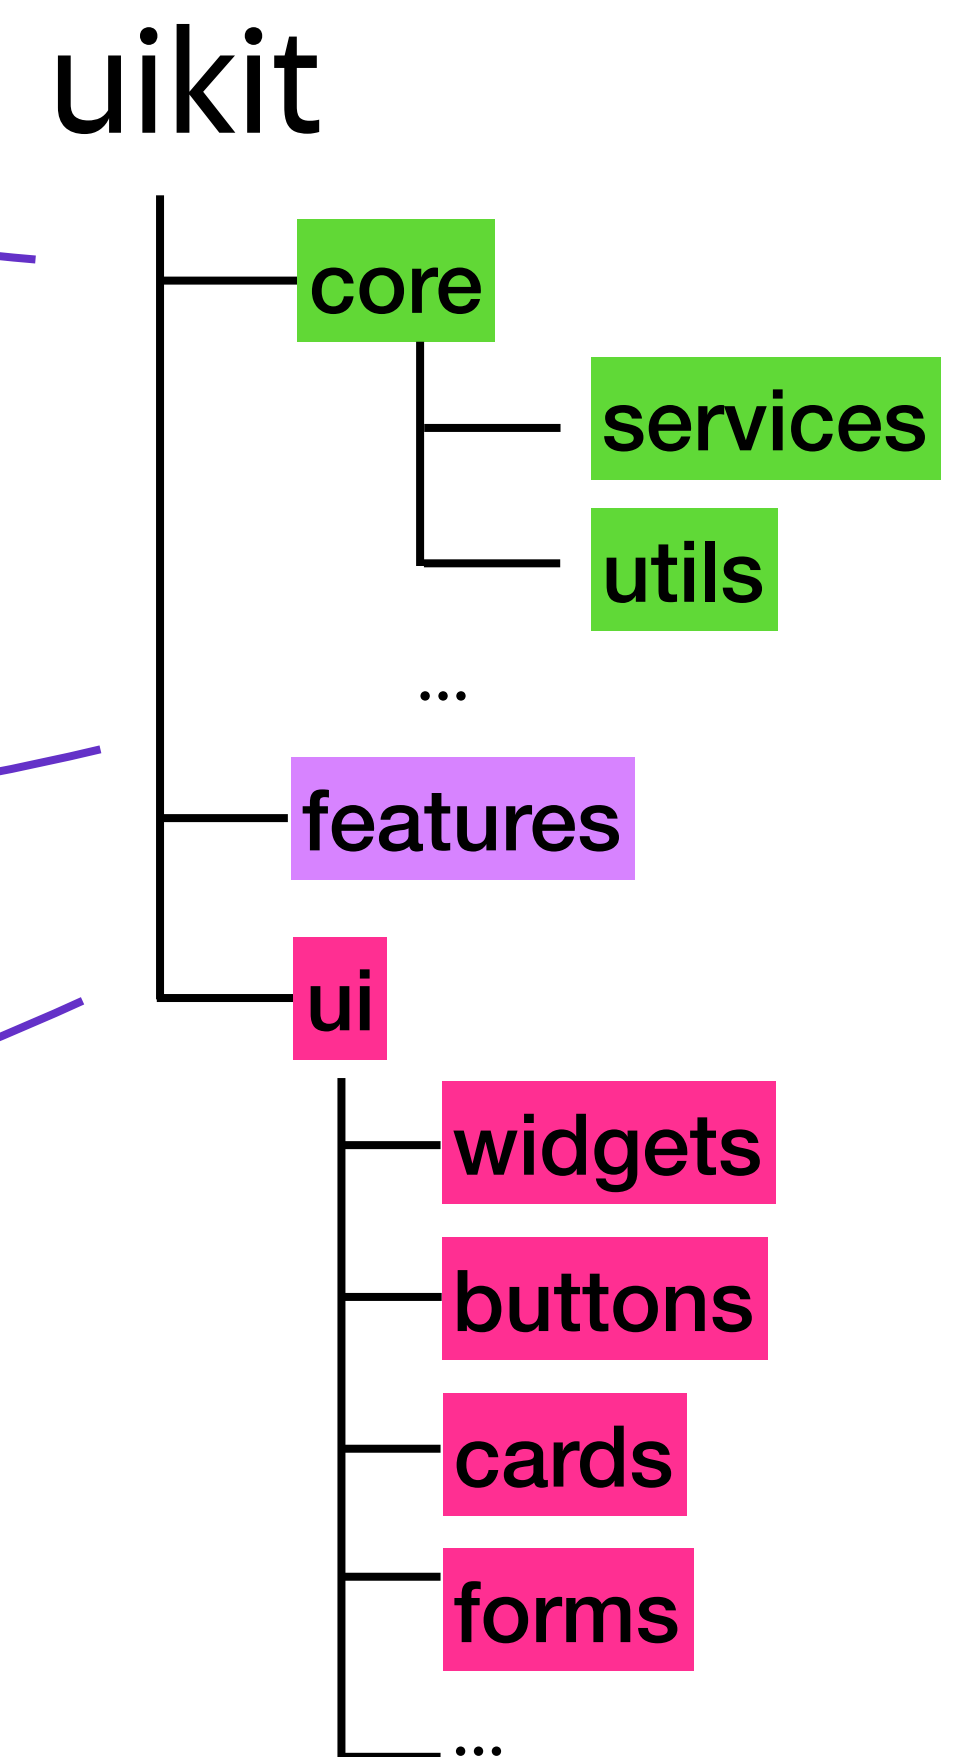 uikit
core
services
utils
...
features
ui
widgets
buttons
cards
forms
...